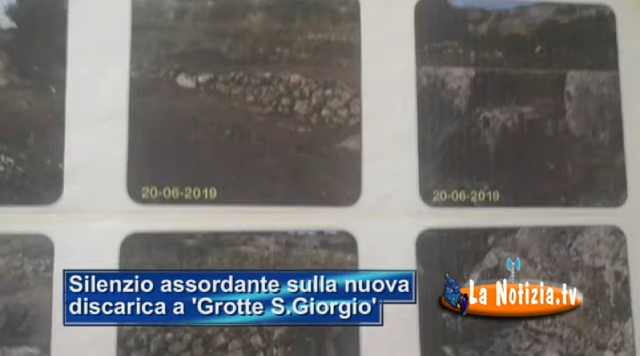 20-06-2019
20-06-2019
Silenzio assordante sulla nuova
discarica a 'Grotte S.Giorgio'
La Notizia.tv